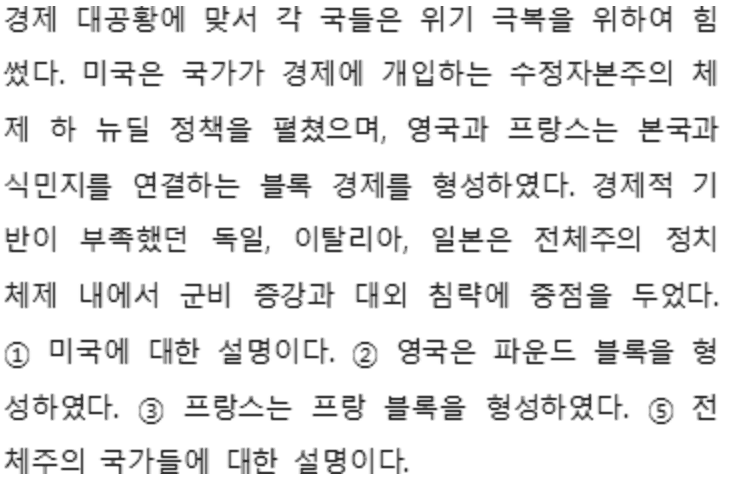 경제 대공황에 맞서 각 국들은 위기 극복을 위하여 힘
썼다. 미국은 국가가 경제에 개입하는 수정자본주의 체
제 하 뉴딜 정책을 펼쳤으며, 영국과 프랑스는 본국과
식민지를 연결하는 블록 경제를 형성하였다. 경제적 기
반이 부족했던 독일, 이탈리아, 일본은 전체주의 정치
체제 내에서 군비 증강과 대외 침략에 중점을 두었다.
① 미국에 대한 설명이다. ② 영국은 파운드 블록을 형
성하였다. ③ 프랑스는 프랑 블록을 형성하였다. ⑤ 전
체주의 국가들에 대한 설명이다.